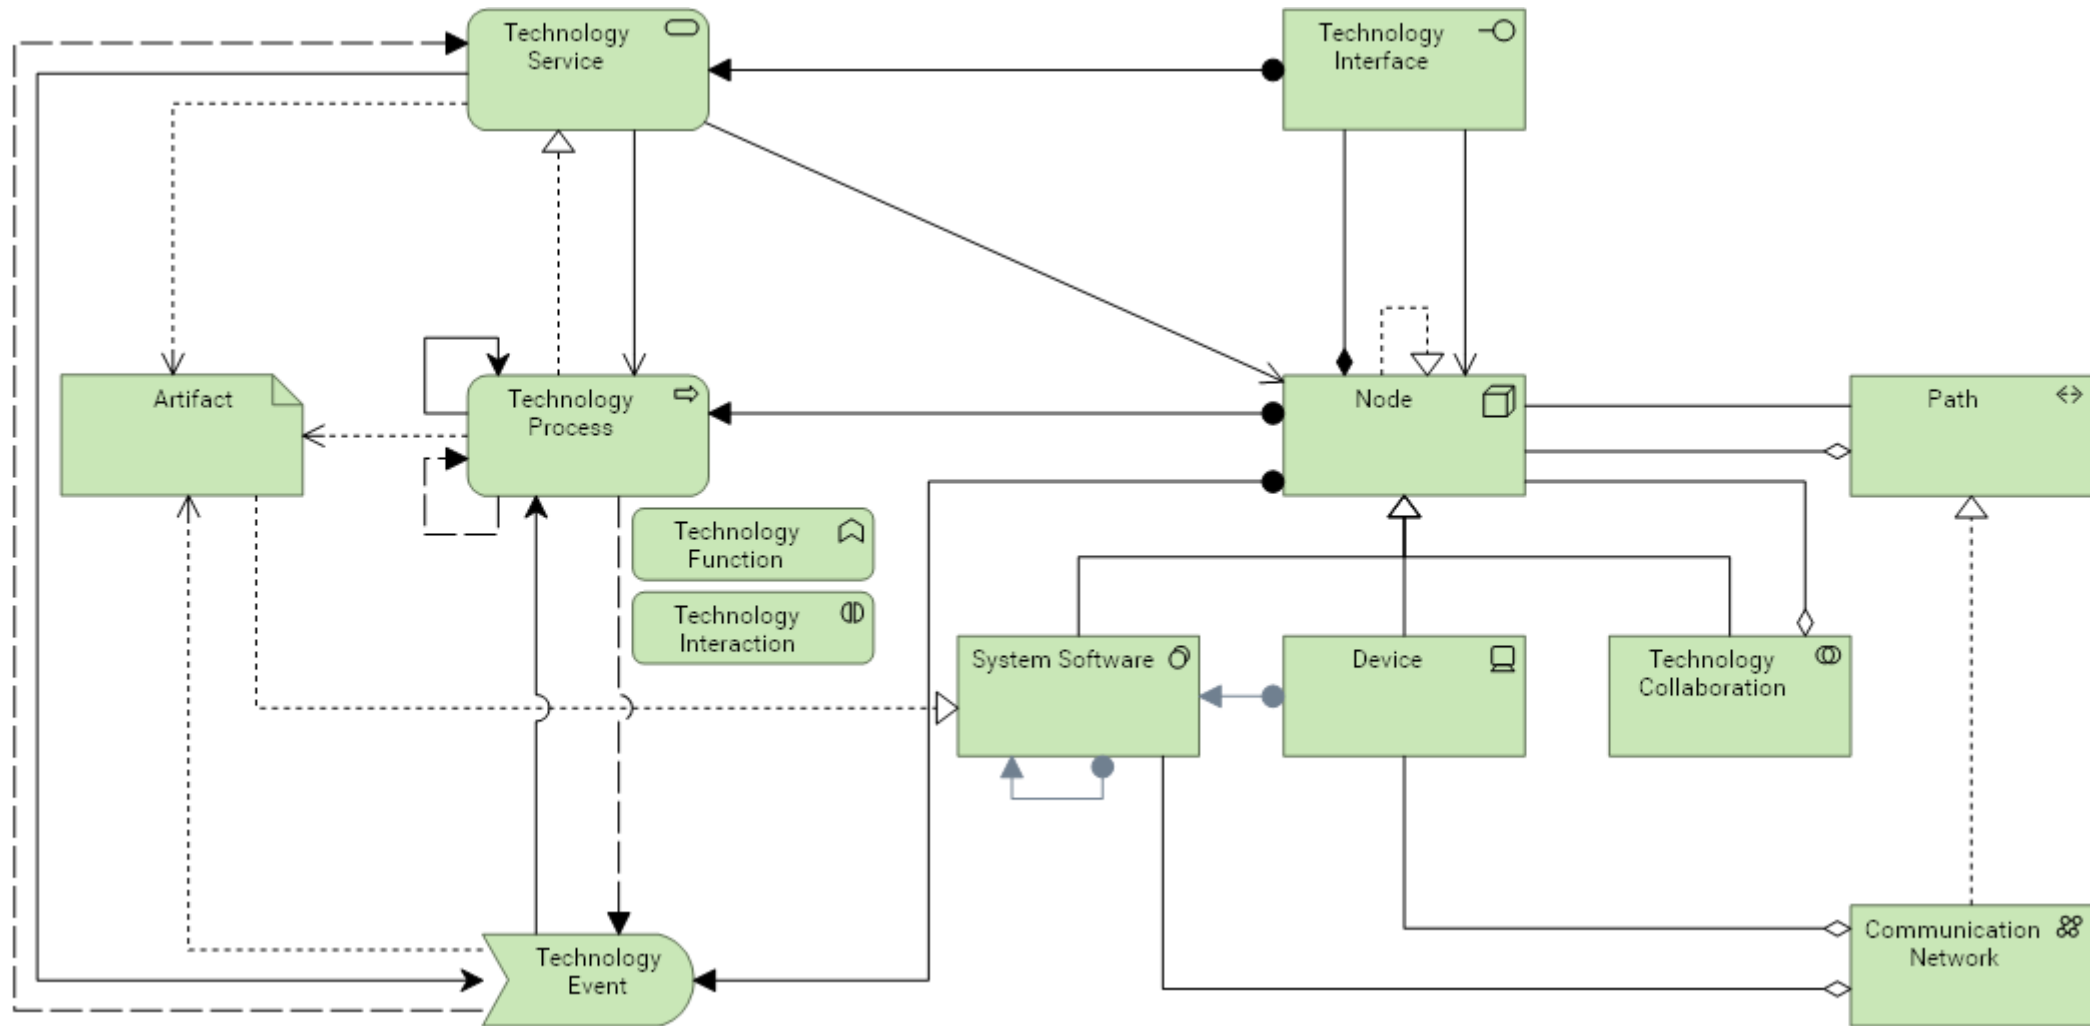 Technology
Service
Technology
Interface
Artifact
Technology
Process
Node
Path
Technology
Function
Technology
Interaction
System Software
Device
Technology
Collaboration
Technology
Event
Communication
Network